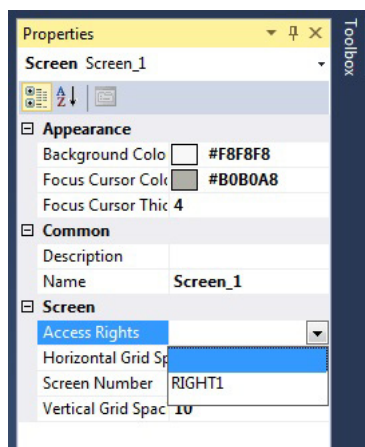 Properties
Toolbox
Screen Screen_1
A
Z
Appearance
Background Colo #F8F8F8
Focus Cursor Colo #B0B0A8
Focus Cursor Thic 4
Common
Description
Name Screen_1
Screen
Access Rights
Horizontal Grid Sp
Screen Number RIGHT1
Vertical Grid Spac 10